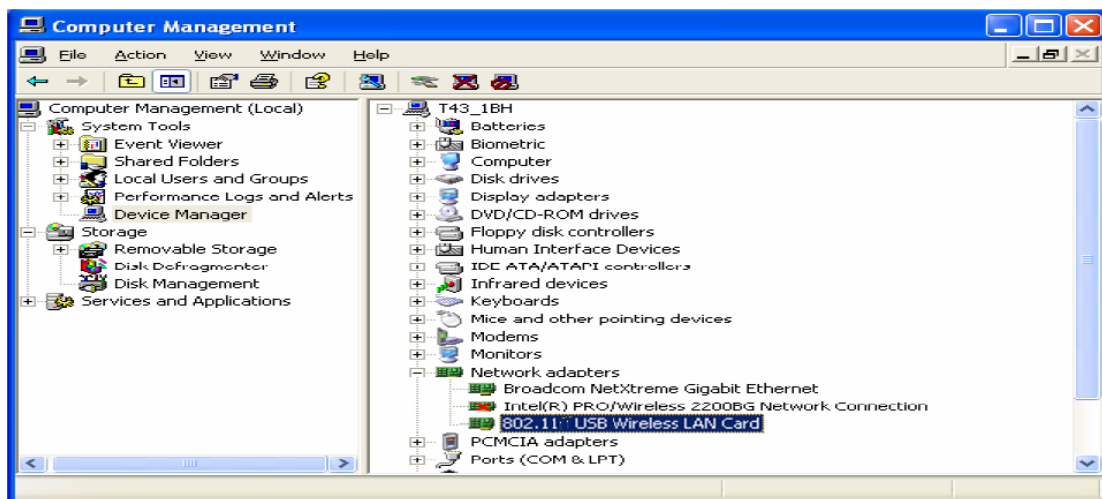 Computer Management
File Action View Window Help
Computer Management (Local)
System Tools
Event Viewer
Shared Folders
Local Users and Groups
Performance Logs and Alerts
Device Manager
Storage
Removable Storage
Disk Defragmenter
Disk Management
Services and Applications
T43_1BH
Batteries
Biometric
Computer
Disk drives
Display adapters
DVD/CD-ROM drives
Floppy disk controllers
Human Interface Devices
IDE ATA/ATAPI controllers
Infrared devices
Keyboards
Mice and other pointing devices
Modems
Monitors
Network adapters
Broadcom NetXtreme Gigabit Ethernet
Intel(R) PRO/Wireless 2200BG Network Connection
USB Wireless LAN Card
PCMCIA adapters
Ports (COM & LPT)